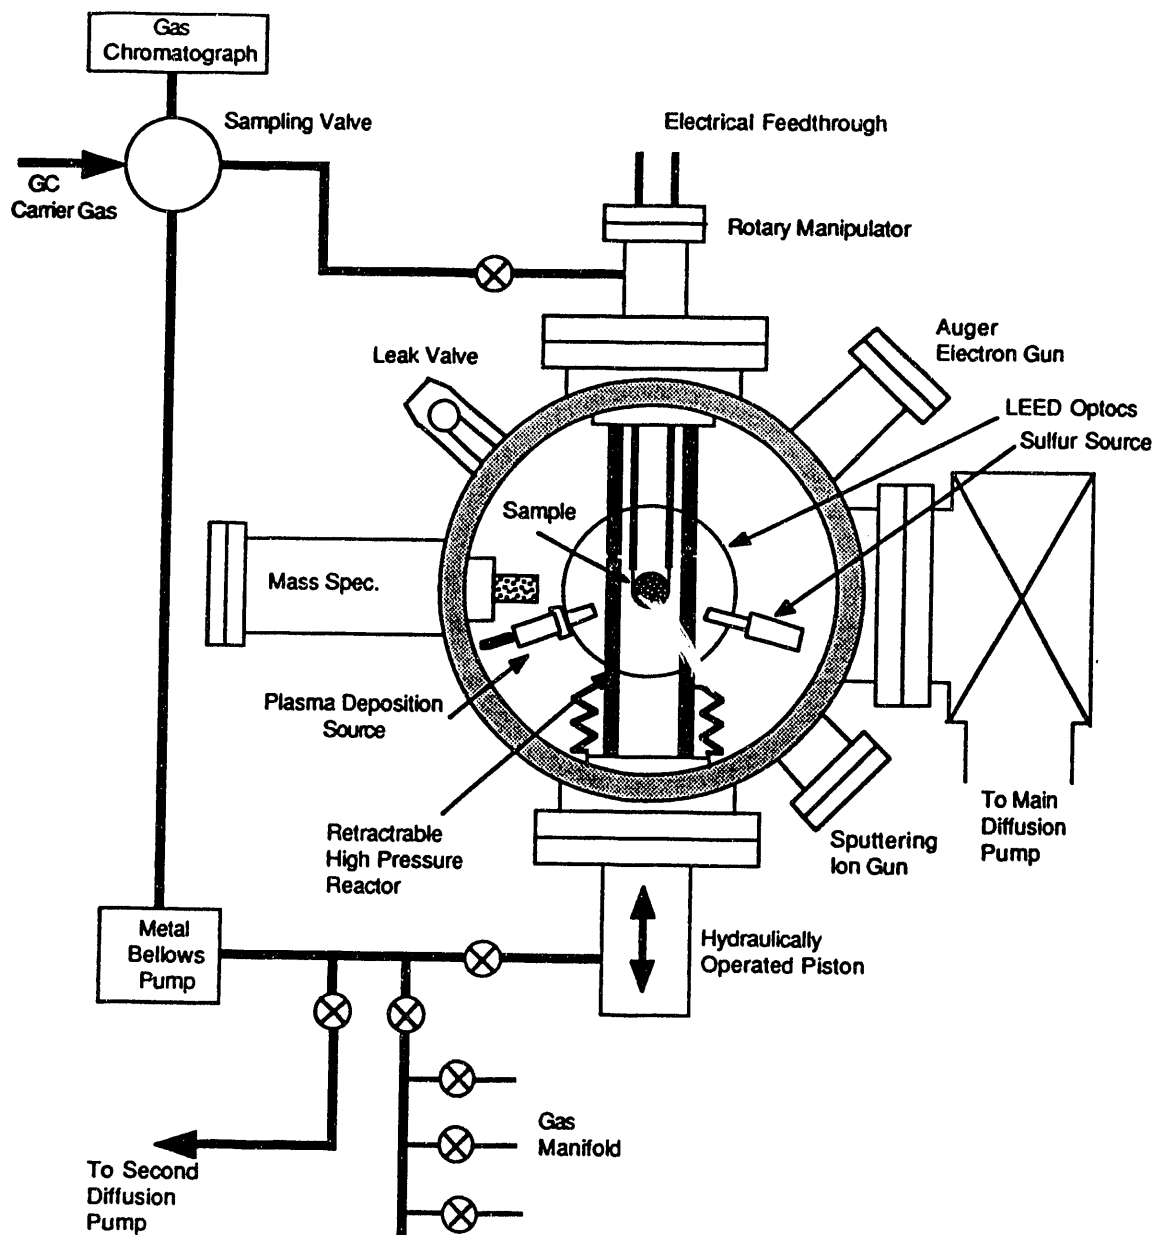 Gas
Chromatograph
Sampling Valve
Electrical Feedthrough
GC
Carrier Gas
Rotary Manipulator
Leak Valve
Auger
Electron Gun
LEED Optocs
Sulfur Source
Sample
Mass Spec.
Plasma Deposition
Source
To Main
Diffusion
Pump
Retractrable
High Pressure
Reactor
Sputtering
Ion Gun
Metal
Bellows
Pump
Hydraulically
Operated Piston
Gas
Manifold
To Second
Diffusion
Pump